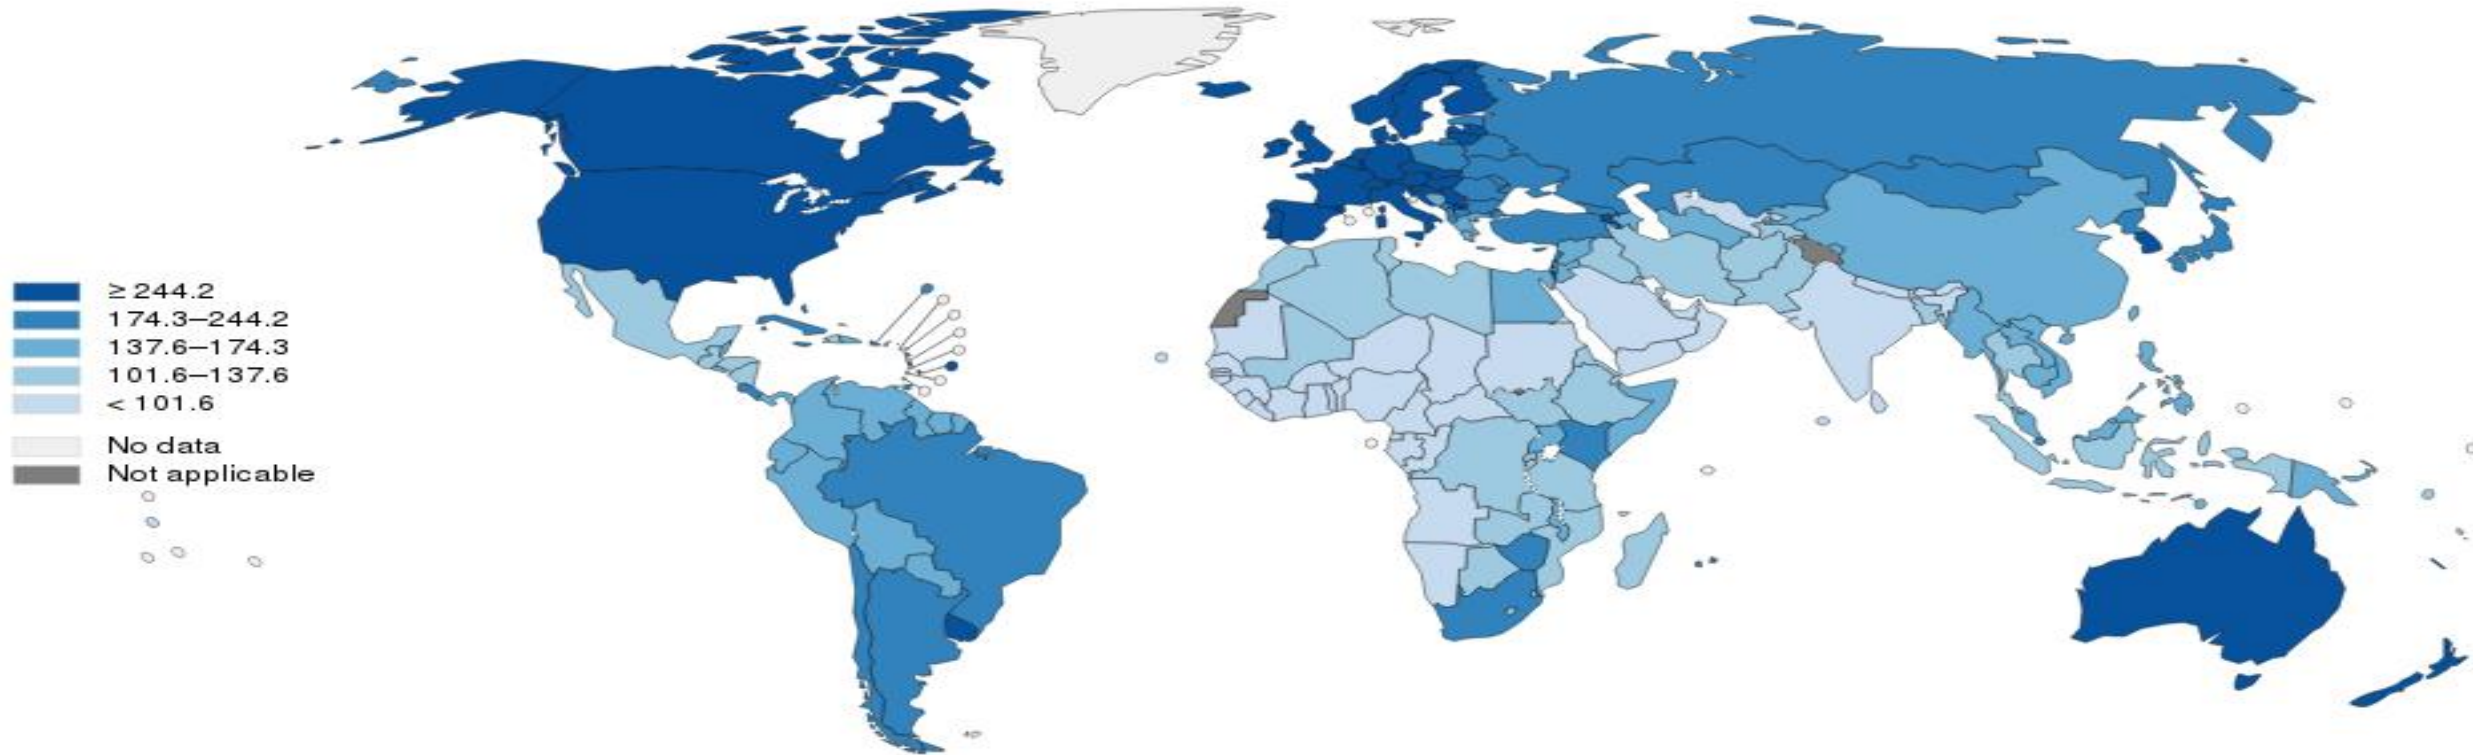 ≥ 244.2
174.3–244.2
137.6–174.3
101.6–137.6
< 101.6
No data
Not applicable